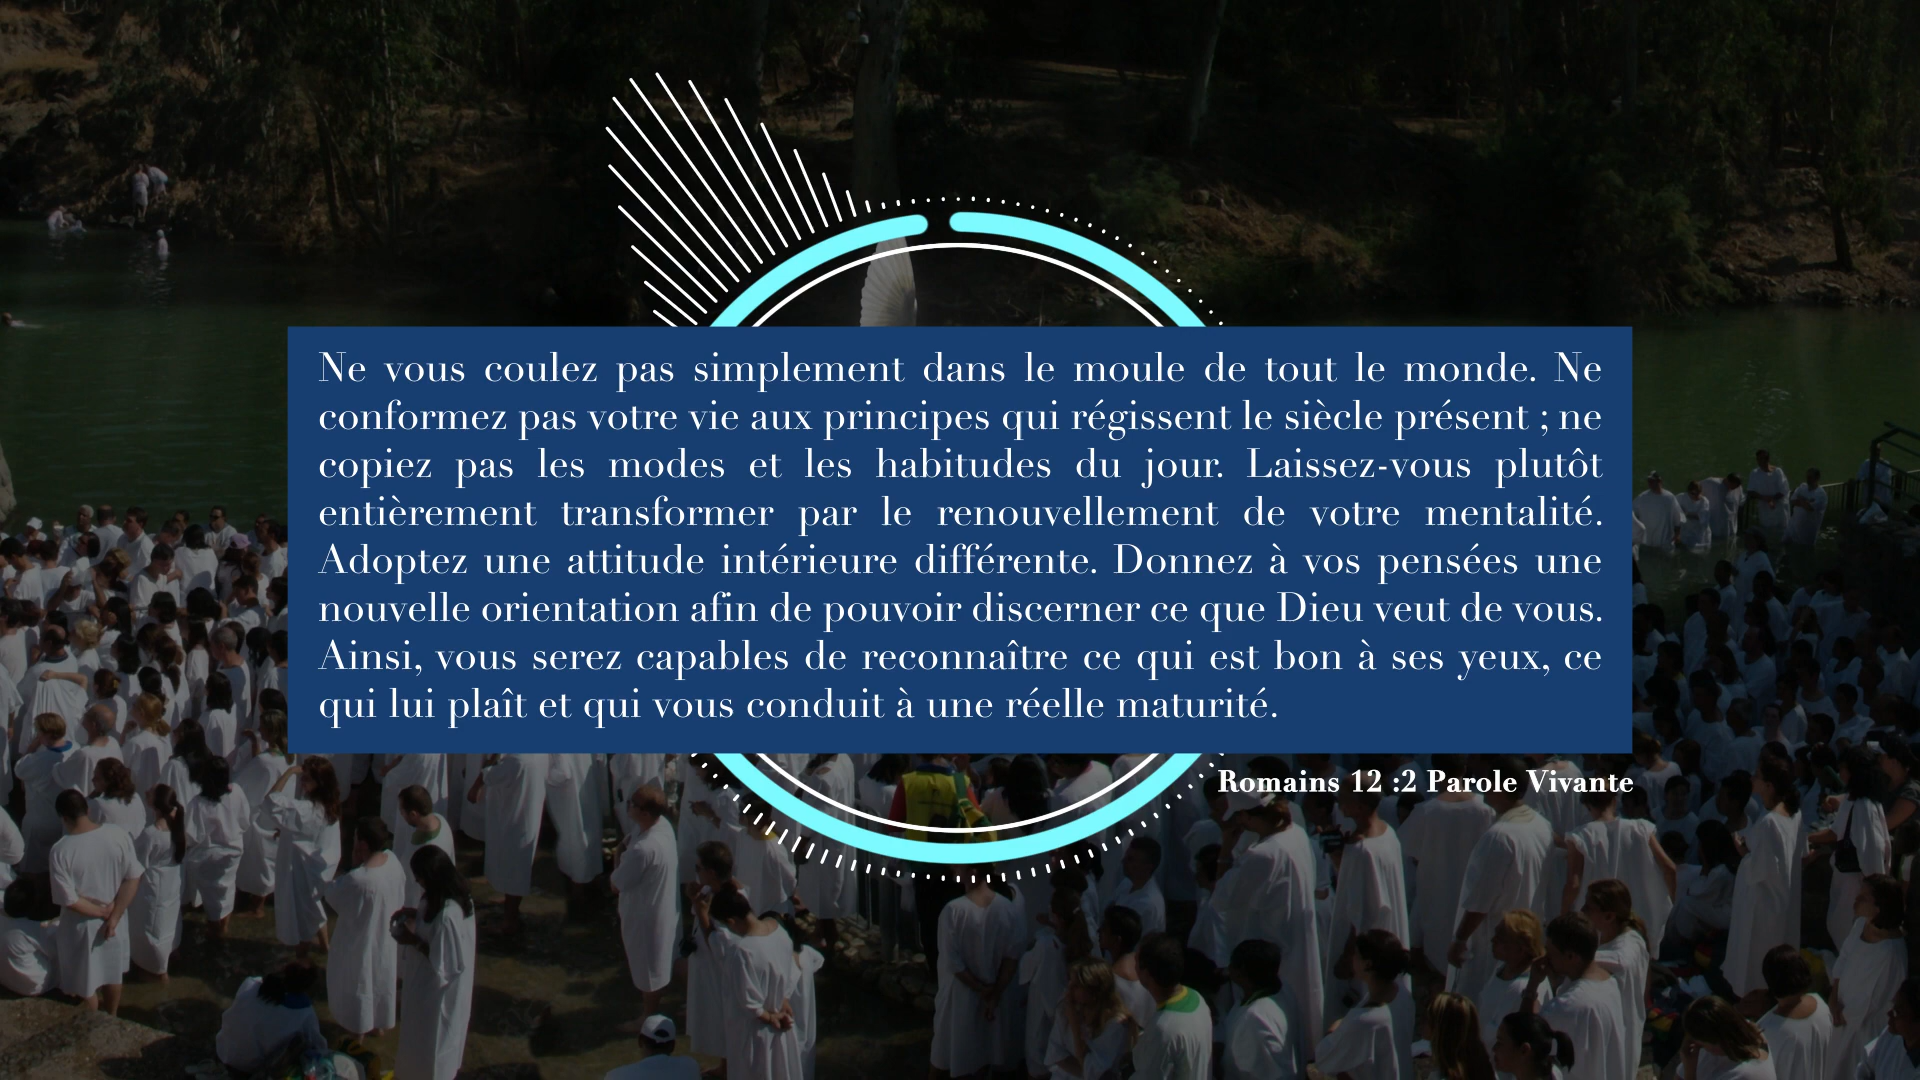 Ne vous coulez pas simplement dans le moule de tout le monde. Ne
conformez pas votre vie aux principes qui régissent le siècle présent ; ne
copiez pas les modes et les habitudes du jour. Laissez-vous plutôt
entièrement transformer par le renouvellement de votre mentalité.
Adoptez une attitude intérieure différente. Donnez à vos pensées une
nouvelle orientation afin de pouvoir discerner ce que Dieu veut de vous.
Ainsi, vous serez capables de reconnaître ce qui est bon à ses yeux, ce
qui lui plaît et qui vous conduit à une réelle maturité.
Romains 12 :2 Parole Vivante